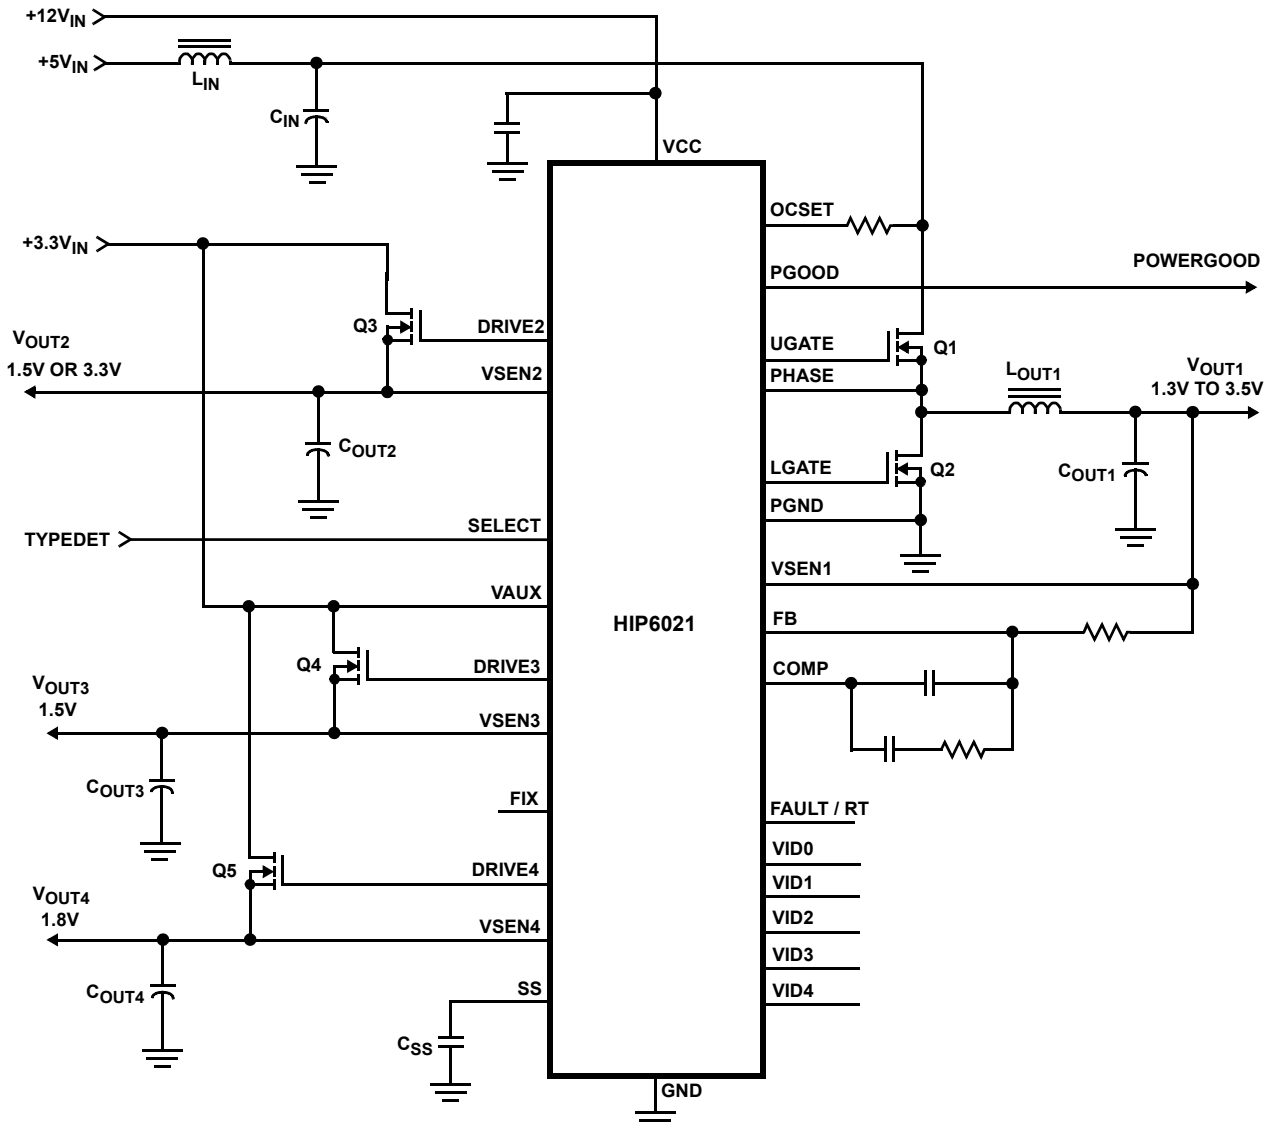 +12VIN
+5VIN
LIN
CIN
VCC
OCSET
+3.3VIN
PGOOD
POWERGOOD
Q3
DRIVE2
VOUT2
1.5V OR 3.3V
VSEN2
UGATE
Q1
PHASE
LOUT1
VOUT1
1.3V TO 3.5V
COUT2
LGATE
Q2
COUT1
PGND
TYPEDET
SELECT
VSEN1
VAUX
HIP6021
FB
Q4
DRIVE3
COMP
VOUT3
1.5V
VSEN3
COUT3
FIX
FAULT / RT
VID0
Q5
DRIVE4
VID1
VOUT4
1.8V
VSEN4
VID2
VID3
COUT4
SS
VID4
CSS
GND